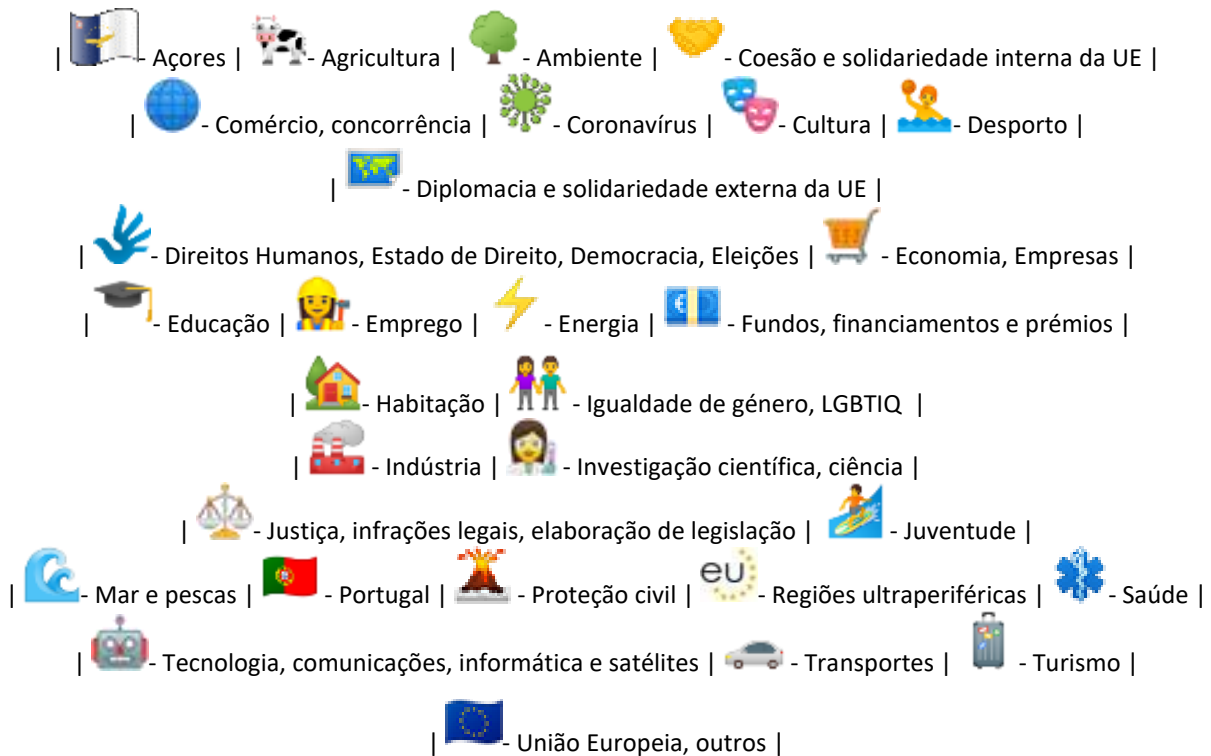 | - Açores | - Agricultura | - Ambiente | - Coesão e solidariedade interna da UE |
| - Comércio, concorrência | - Coronavírus | - Cultura | - Desporto |
| - Diplomacia e solidariedade externa da UE |
| - Direitos Humanos, Estado de Direito, Democracia, Eleições | - Economia, Empresas |
| - Educação | - Emprego | - Energia | - Fundos, financiamentos e prémios |
| - Habitação | - Igualdade de género, LGBTIQ |
| - Indústria | - Investigação científica, ciência |
| - Justiça, infrações legais, elaboração de legislação | - Juventude |
| - Mar e pescas | - Portugal | - Proteção civil | eu - Regiões ultraperiféricas | - Saúde |
| - Tecnologia, comunicações, informática e satélites | - Transportes | - Turismo |
| - União Europeia, outros |